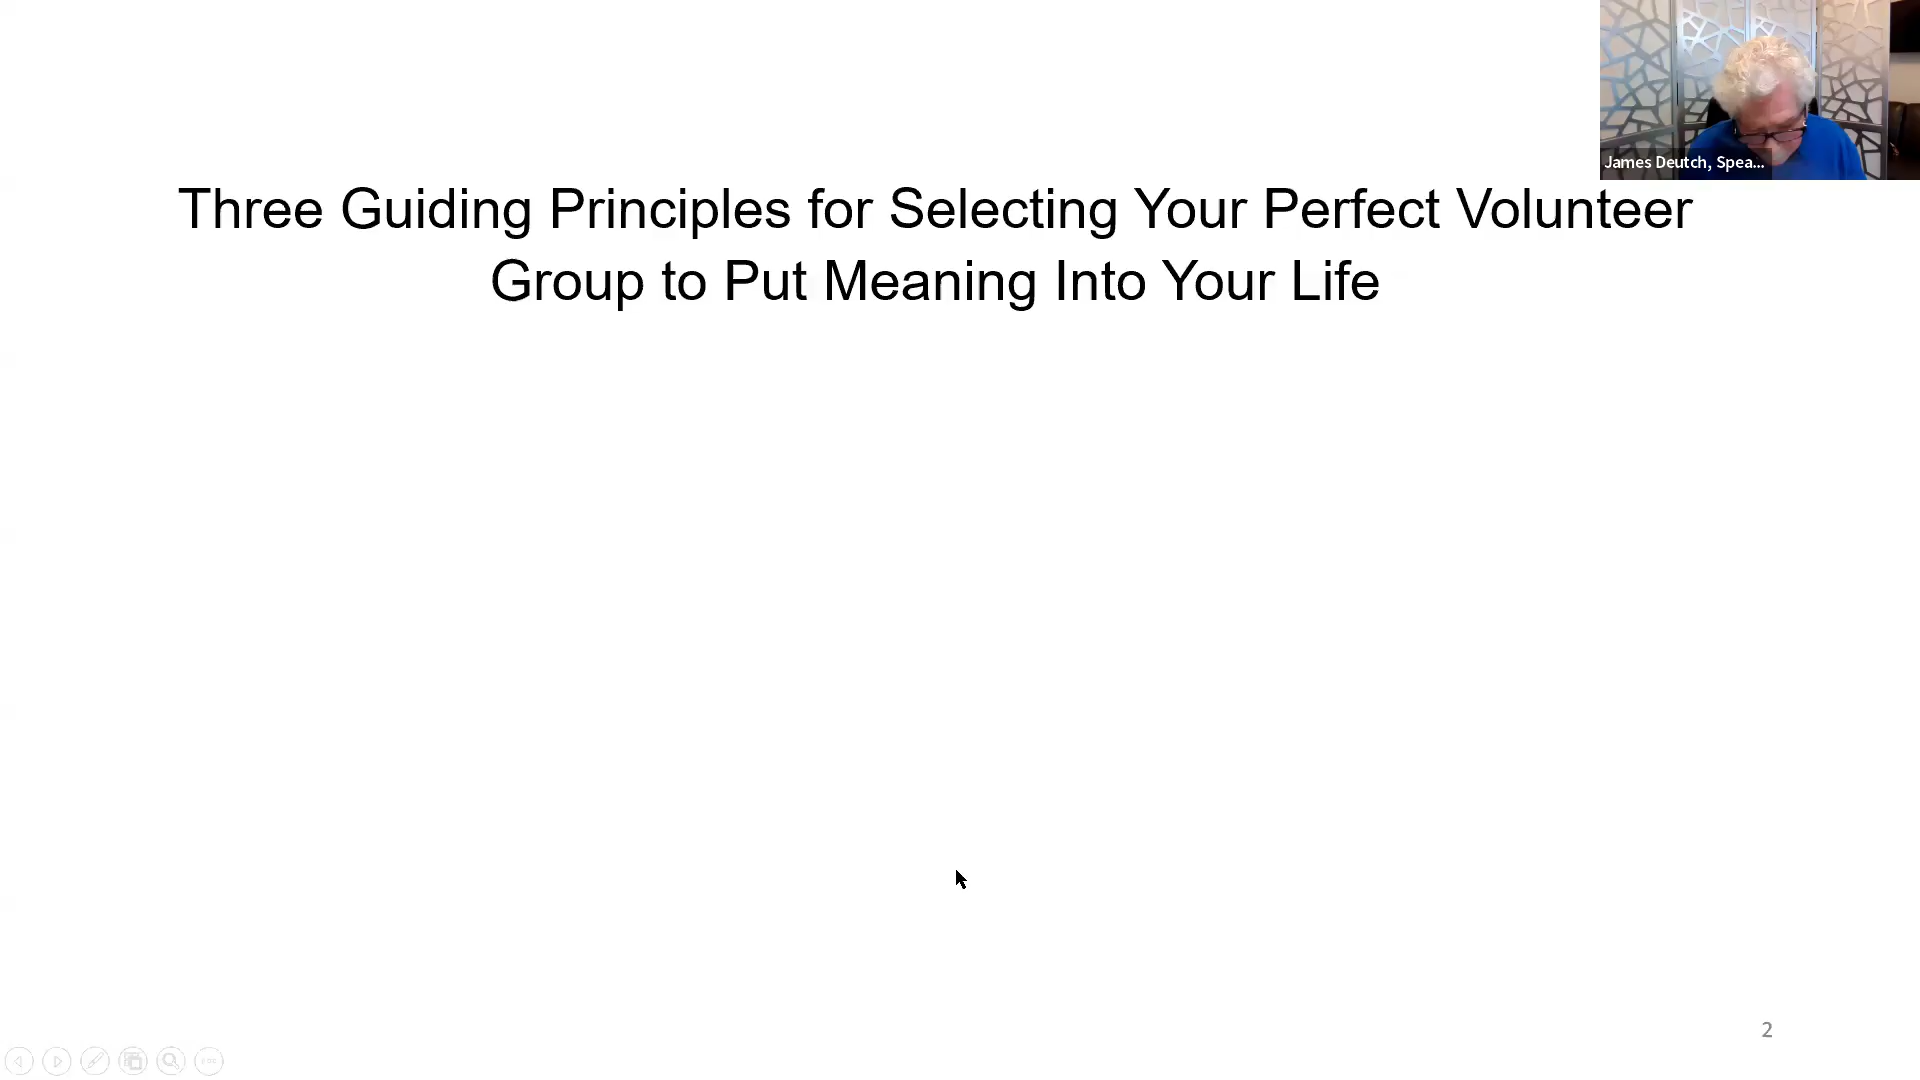 James Deutch, Spea...
Three Guiding Principles for Selecting Your Perfect Volunteer
Group to Put Meaning Into Your Life
2